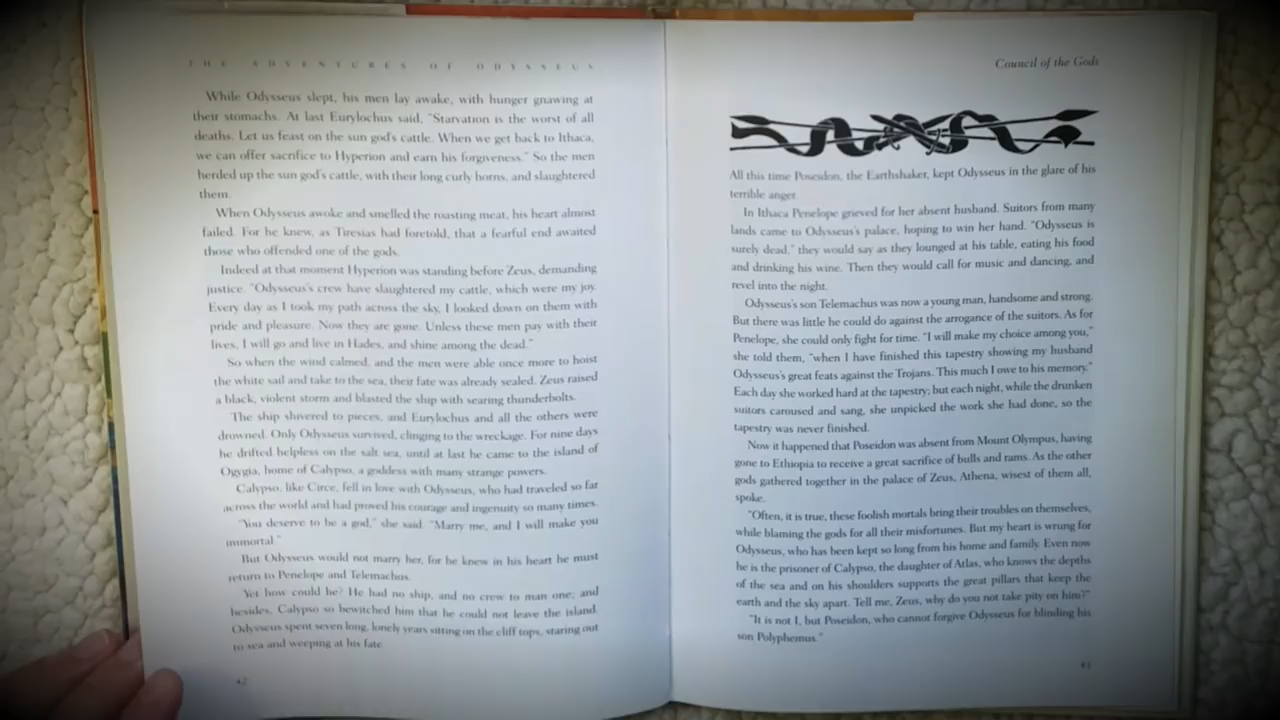 THE ADVENTURES OF ODYSSEUS
While Odysseus slept, his men lay awake, with hunger gnawing at
their stomachs. At last Eurylochus said, "Starvation is the worst of all
deaths. Let us feast on the sun god's cattle. When we get back to Ithaca,
we can offer sacrifice to Hyperion and earn his forgiveness." So the men
herded up the sun god's cattle, with their long curly horns, and slaughtered
them.
When Odysseus awoke and smelled the roasting meat, his heart almost
failed. For he knew, as Tiresias had foretold, that a fearful end awaited
those who offended one of the gods.
Indeed at that moment Hyperion was standing before Zeus, demanding
justice. "Odysseus's crew have slaughtered my cattle, which were my joy.
Every day as I took my path across the sky, I looked down on them with
pride and pleasure. Now they are gone. Unless these men pay with their
lives, I will go and live in Hades, and shine among the dead."
So when the wind calmed, and the men were able once more to hoist
the white sail and take to the sea, their fate was already sealed. Zeus raised
a black, violent storm and blasted the ship with searing thunderbolts.
The ship shivered to pieces, and Eurylochus and all the others were
drowned. Only Odysseus survived, clinging to the wreckage. For nine days
he drifted helpless on the salt sea, until at last he came to the island of
Ogygia, home of Calypso, a goddess with many strange powers.
Calypso, like Circe, fell in love with Odysseus, who had traveled so far
across the world and had proved his courage and ingenuity so many times.
"You deserve to be a god," she said. "Marry me, and I will make you
immortal."
But Odysseus would not marry her, for he knew in his heart he must
return to Penelope and Telemachus.
Yet how could he? He had no ship, and no crew to man one; and
besides, Calypso so bewitched him that he could not leave the island.
Odysseus spent seven long, lonely years sitting on the cliff tops, staring out
to sea and weeping at his fate.
42
Council of the Gods
All this time Poseidon, the Earthshaker, kept Odysseus in the glare of his
terrible anger.
In Ithaca Penelope grieved for her absent husband. Suitors from many
lands came to Odysseus's palace, hoping to win her hand. "Odysseus is
surely dead," they would say as they lounged at his table, eating his food
and drinking his wine. Then they would call for music and dancing, and
revel into the night.
Odysseus's son Telemachus was now a young man, handsome and strong.
But there was little he could do against the arrogance of the suitors. As for
Penelope, she could only fight for time. "I will make my choice among you,"
she told them, "when I have finished this tapestry showing my husband
Odysseus's great feats against the Trojans. This much I owe to his memory."
Each day she worked hard at the tapestry; but each night, while the drunken
suitors caroused and sang, she unpicked the work she had done, so the
tapestry was never finished.
Now it happened that Poseidon was absent from Mount Olympus, having
gone to Ethiopia to receive a great sacrifice of bulls and rams. As the other
gods gathered together in the palace of Zeus, Athena, wisest of them all,
spoke.
"Often, it is true, these foolish mortals bring their troubles on themselves,
while blaming the gods for all their misfortunes. But my heart is wrung for
Odysseus, who has been kept so long from his home and family. Even now
he is the prisoner of Calypso, the daughter of Atlas, who knows the depths
of the sea and on his shoulders supports the great pillars that keep the
earth and the sky apart. Tell me, Zeus, why do you not take pity on him?"
"It is not I, but Poseidon, who cannot forgive Odysseus for blinding his
son Polyphemus."
43